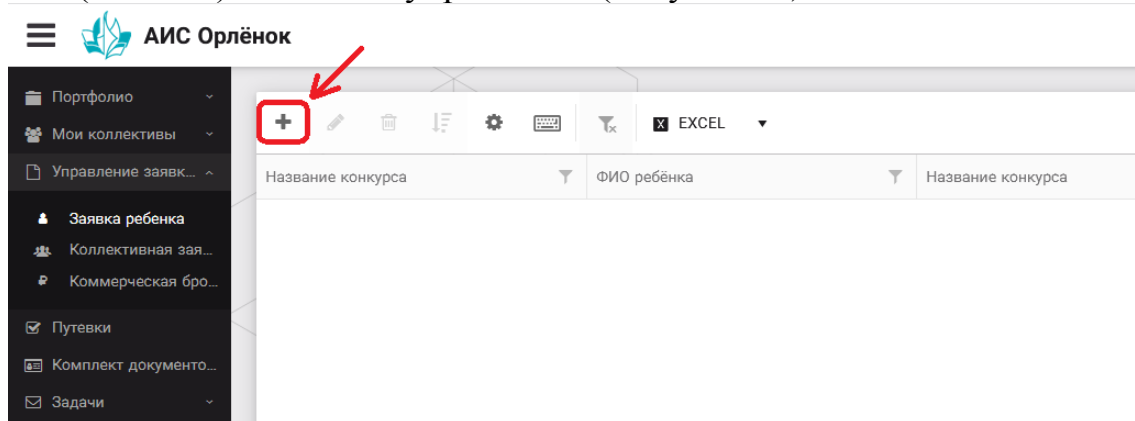 АИС Орлёнок
Портфолио
Мои коллективы
Управление заявк...
Заявка ребенка
Коллективная зая...
Коммерческая бро...
Путевки
Комплект документо...
Задачи
X EXCEL
Название конкурса ФИО ребёнка Название конкурса